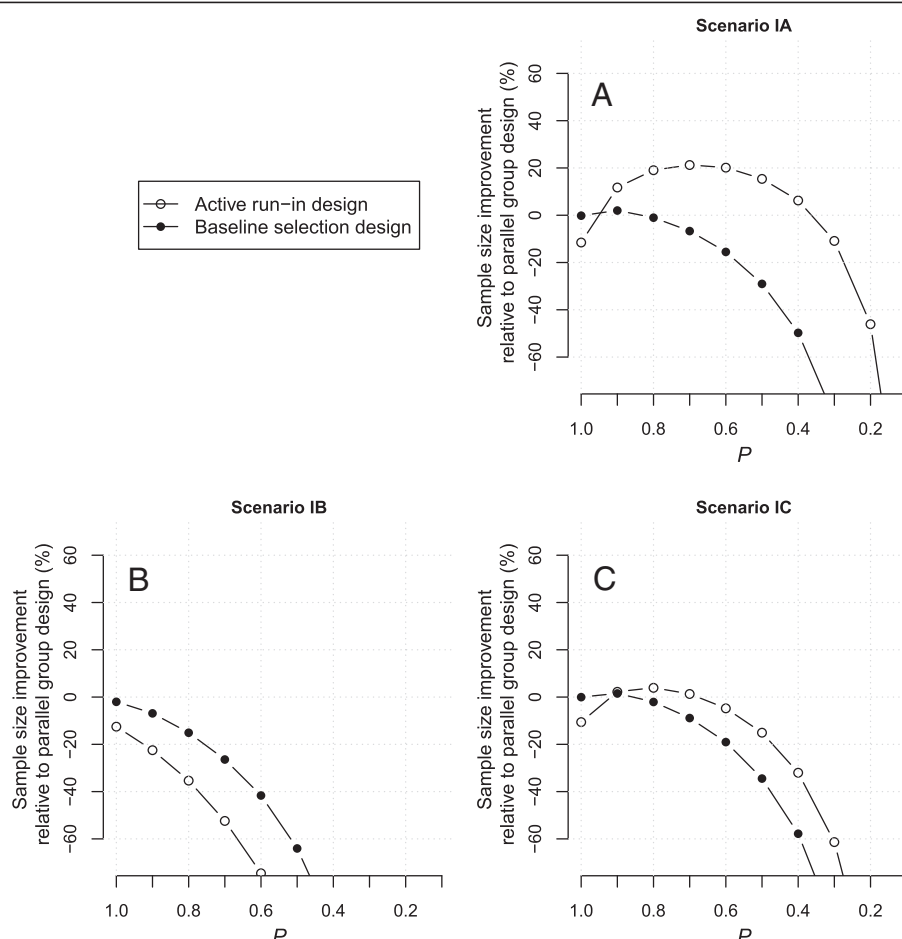 Scenario IA
A
Sample size improvement
relative to parallel group design (%)
60
40
20
0
−20
−40
−60
1.0
0.8
0.6
0.4
0.2
P
Active run−in design
Baseline selection design
Scenario IB
B
Sample size improvement
relative to parallel group design (%)
60
40
20
0
−20
−40
−60
1.0
0.8
0.6
0.4
0.2
P
Scenario IC
C
Sample size improvement
relative to parallel group design (%)
60
40
20
0
−20
−40
−60
1.0
0.8
0.6
0.4
0.2
P